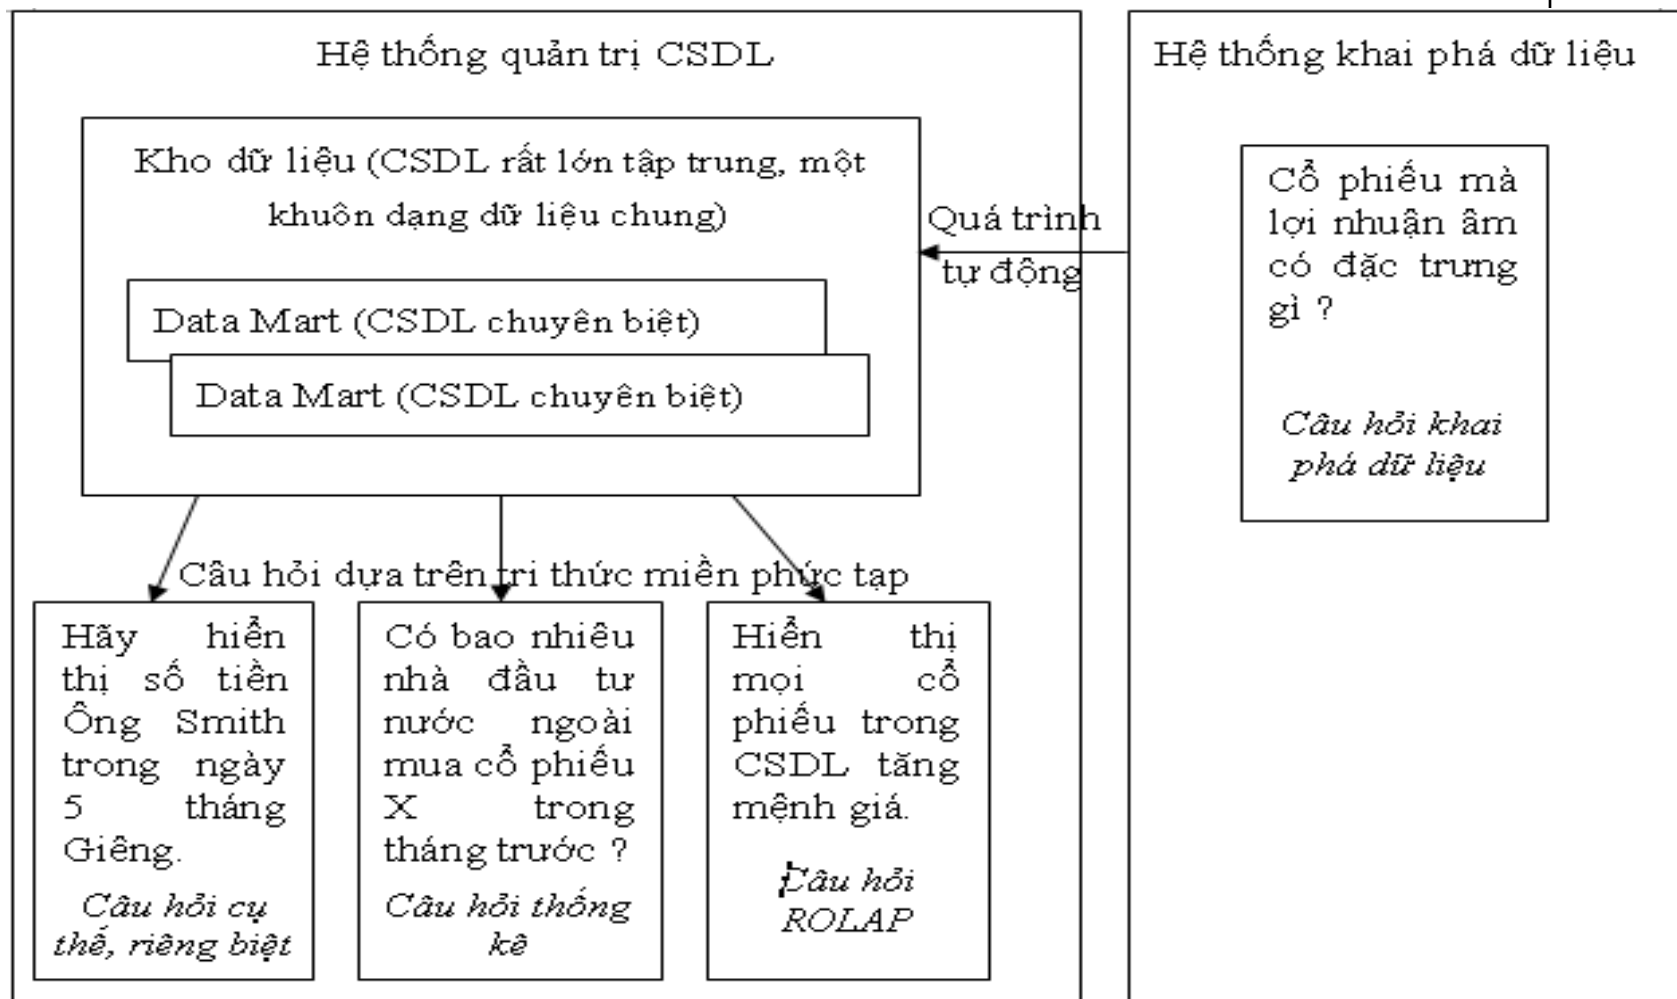 Hệ thống quản trị CSDL
Hệ thống khai phá dữ liệu
Kho dữ liệu (CSDL rất lớn tập trung, một
khuôn dạng dữ liệu chung)
Data Mart (CSDL chuyên biệt)
Data Mart (CSDL chuyên biệt)
Quá trình
tự động
Cổ phiếu mà
lợi nhuận âm
có đặc trưng
gì ?
Câu hỏi khai
phá dữ liệu
Câu hỏi dựa trên tri thức miền phức tạp
Hãy hiển
thị số tiền
Ông Smith
trong ngày
5 tháng
Giêng.
Câu hỏi cụ
thể, riêng biệt
Có bao nhiêu
nhà đầu tư
nước ngoài
mua cổ phiếu
X trong
tháng trước ?
Câu hỏi thống
kê
Hiển thị
mọi cổ
phiếu trong
CSDL tăng
mệnh giá.
Câu hỏi
ROLAP